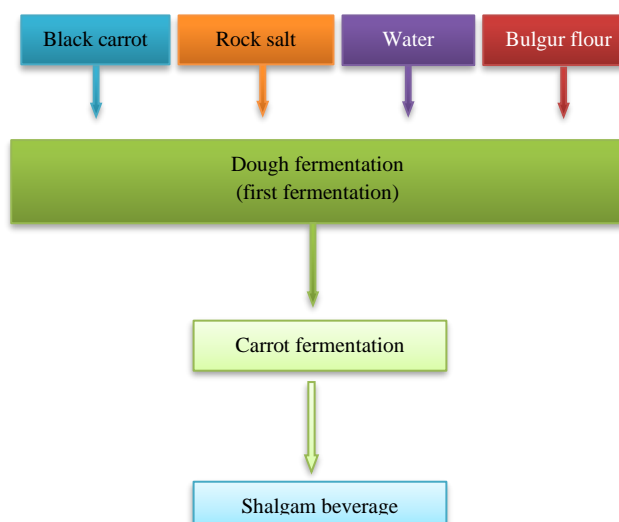 Black carrot
Rock salt
Water
Bulgur flour
Dough fermentation
(first fermentation)
Carrot fermentation
Shalgam beverage